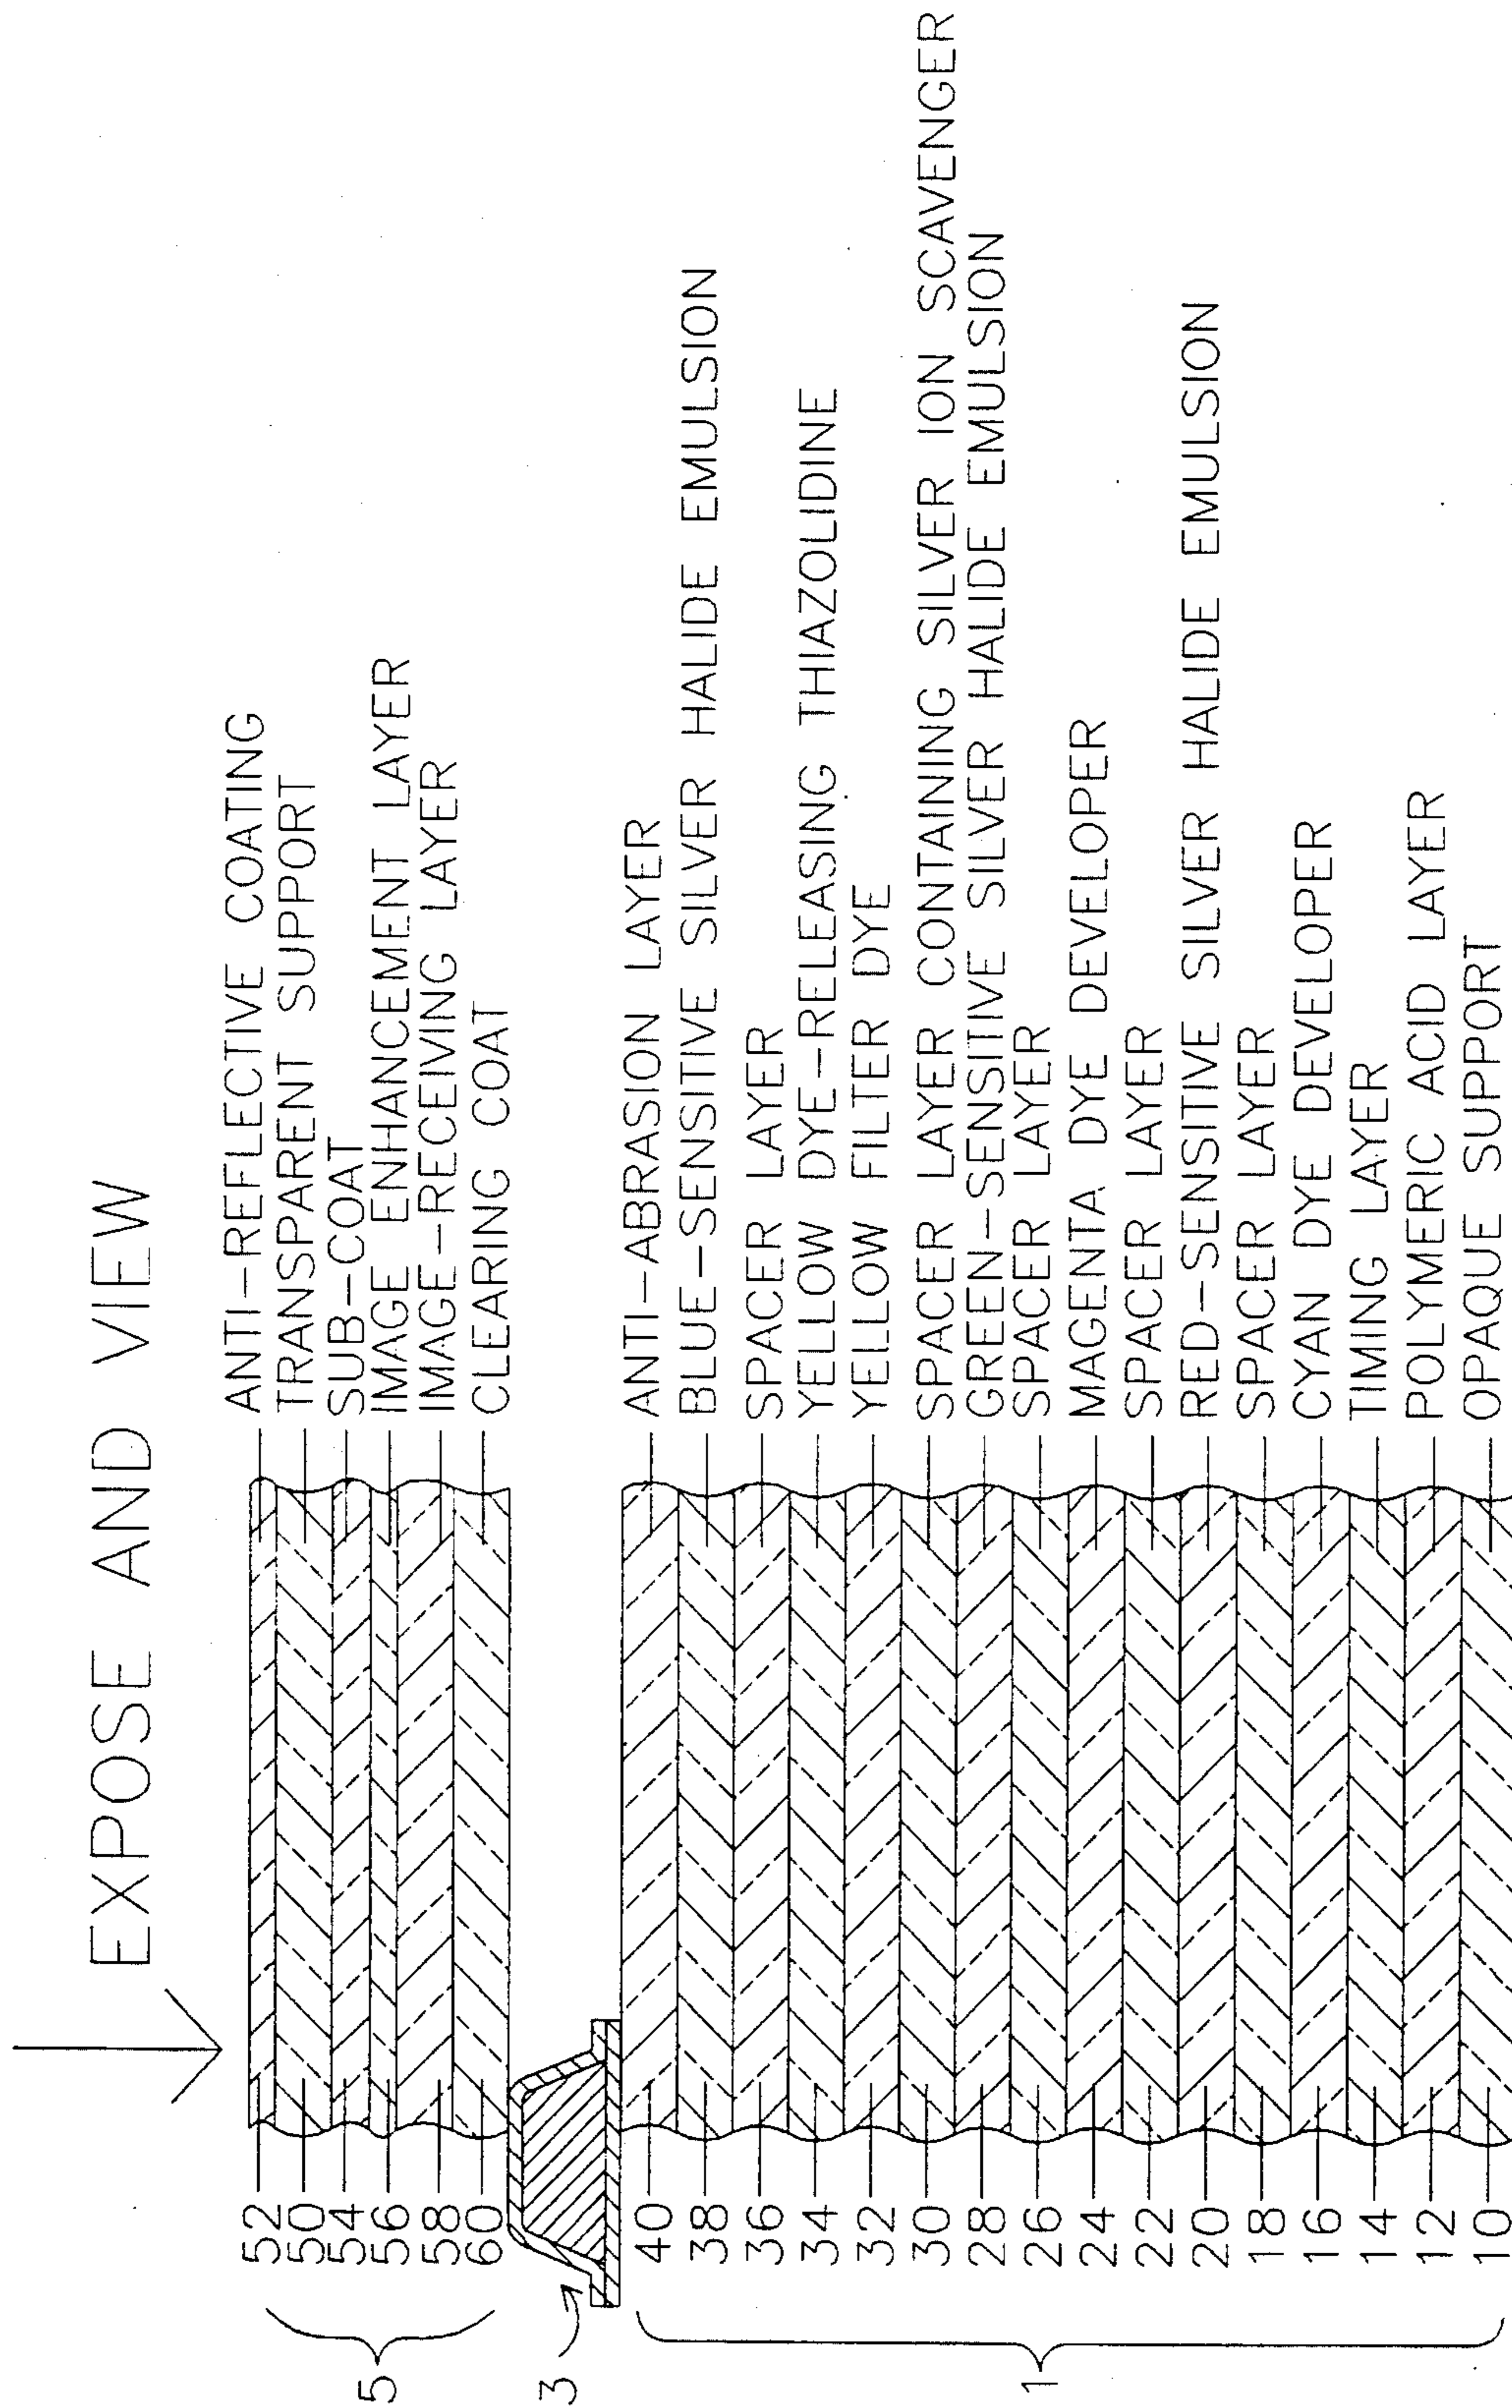 EXPOSE AND VIEW
52 ANTI-REFLECTIVE COATING
50 TRANSPARENT SUPPORT
54 SUB-COAT
56 IMAGE ENHANCEMENT LAYER
58 IMAGE-RECEIVING LAYER
60 CLEARING COAT
5
3
40 ANTI-ABRASION LAYER
38 BLUE-SENSITIVE SILVER HALIDE EMULSION
36 SPACER LAYER
34 YELLOW DYE-RELEASING THIAZOLIDINE
32 YELLOW FILTER DYE
30 SPACER LAYER CONTAINING SILVER ION SCAVENGER
28 GREEN-SENSITIVE SILVER HALIDE EMULSION
26 SPACER LAYER
24 MAGENTA DYE DEVELOPER
22 SPACER LAYER
20 RED-SENSITIVE SILVER HALIDE EMULSION
18 SPACER LAYER
16 CYAN DYE DEVELOPER
14 TIMING LAYER
12 POLYMERIC ACID LAYER
10 OPAQUE SUPPORT
1